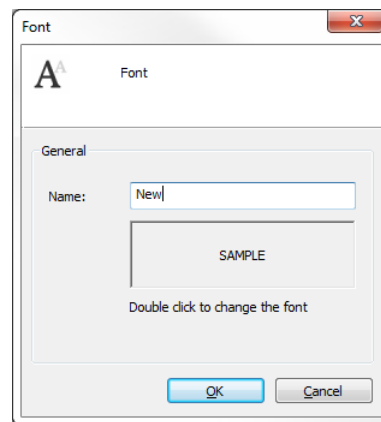 Font
Font
General
Name: New
SAMPLE
Double click to change the font
OK Cancel